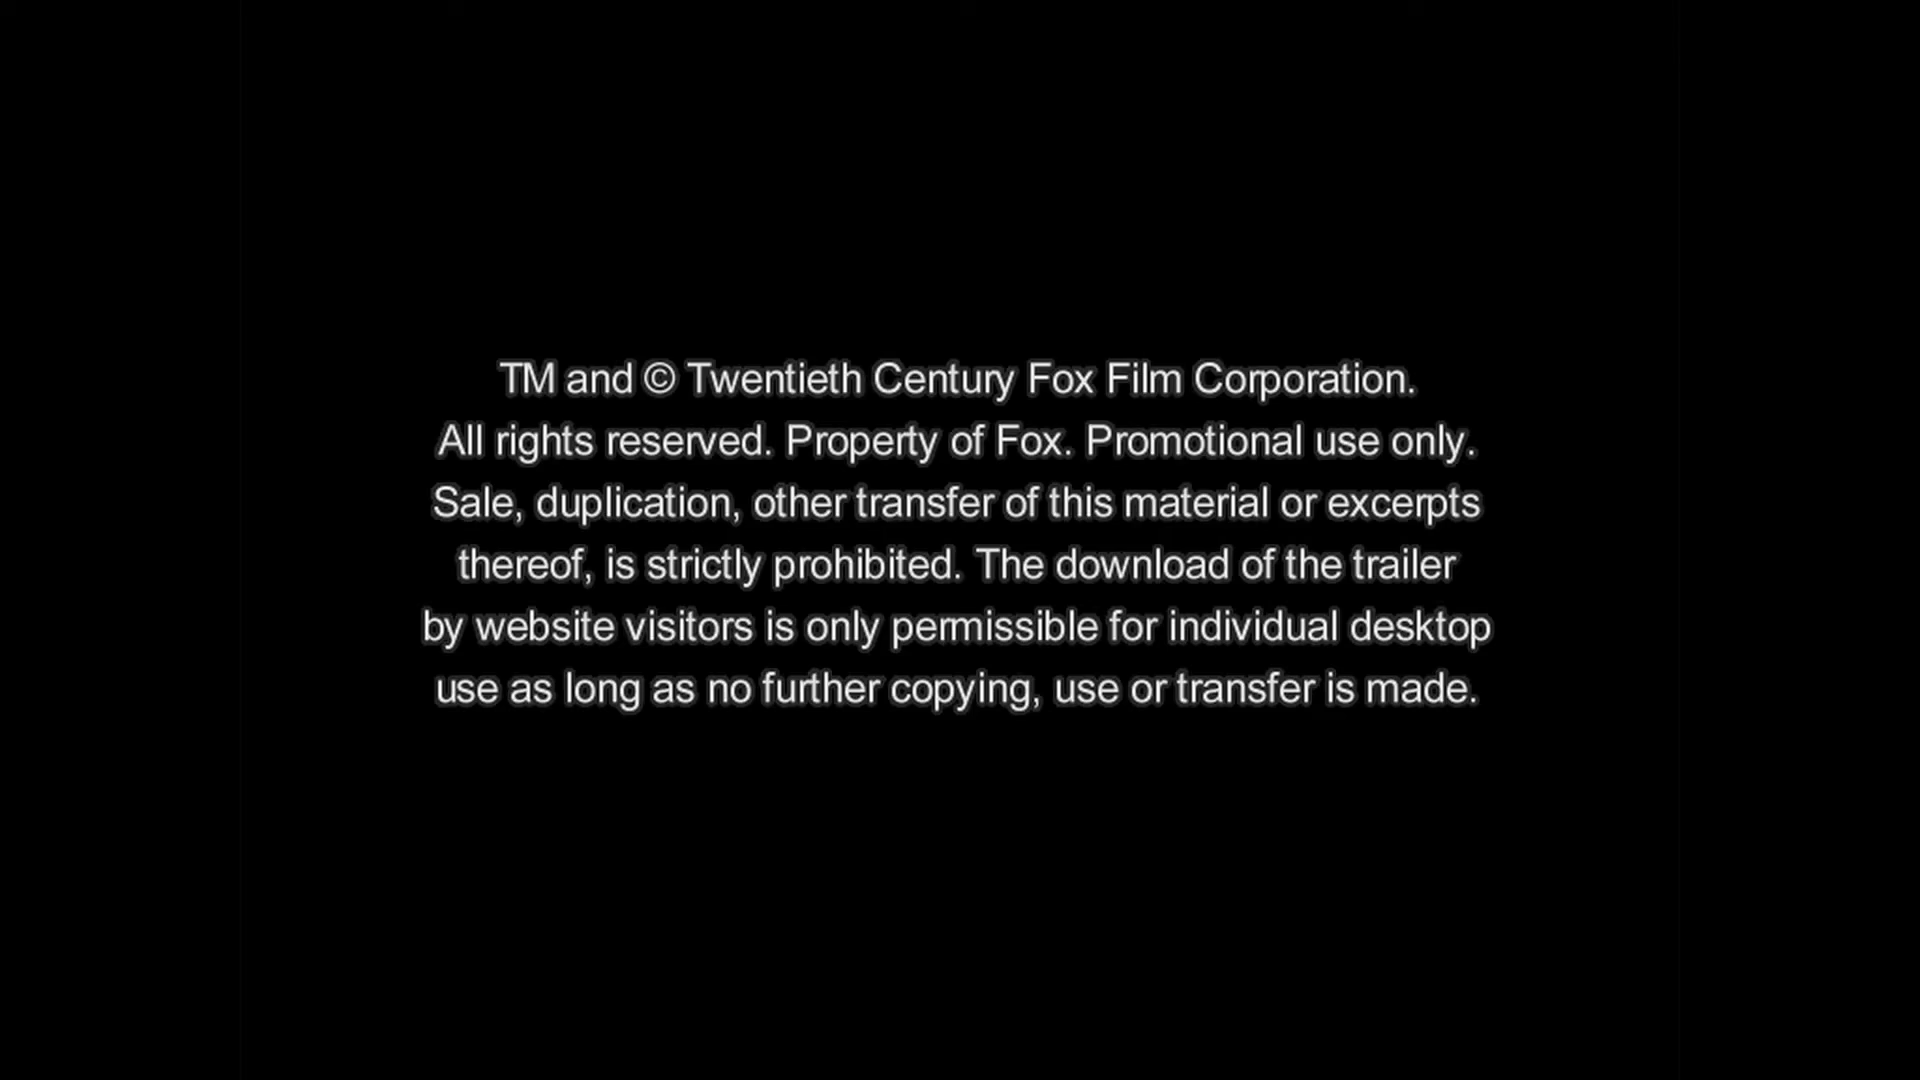 TM and © Twentieth Century Fox Film Corporation.
All rights reserved. Property of Fox. Promotional use only.
Sale, duplication, other transfer of this material or excerpts
thereof, is strictly prohibited. The download of the trailer
by website visitors is only permissible for individual desktop
use as long as no further copying, use or transfer is made.